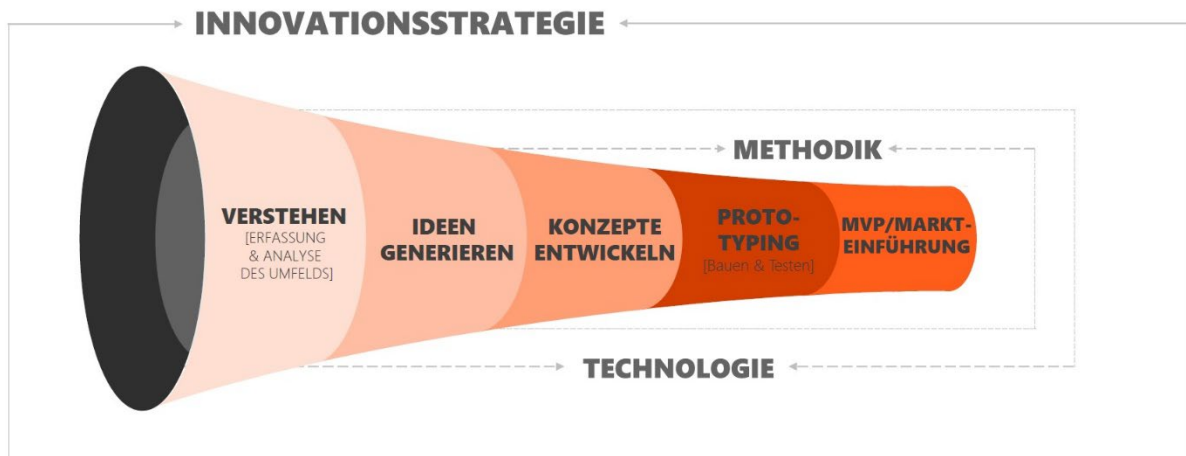 INNOVATIONSSTRATEGIE
METHODIK
VERSTEHEN
[ERFASSUNG
& ANALYSE
DES UMFELDS]
IDEEN
GENERIEREN
KONZEPTE
ENTWICKELN
PROTO-
TYPING
[Bauen & Testen]
MVP/MARKT-
EINFÜHRUNG
TECHNOLOGIE